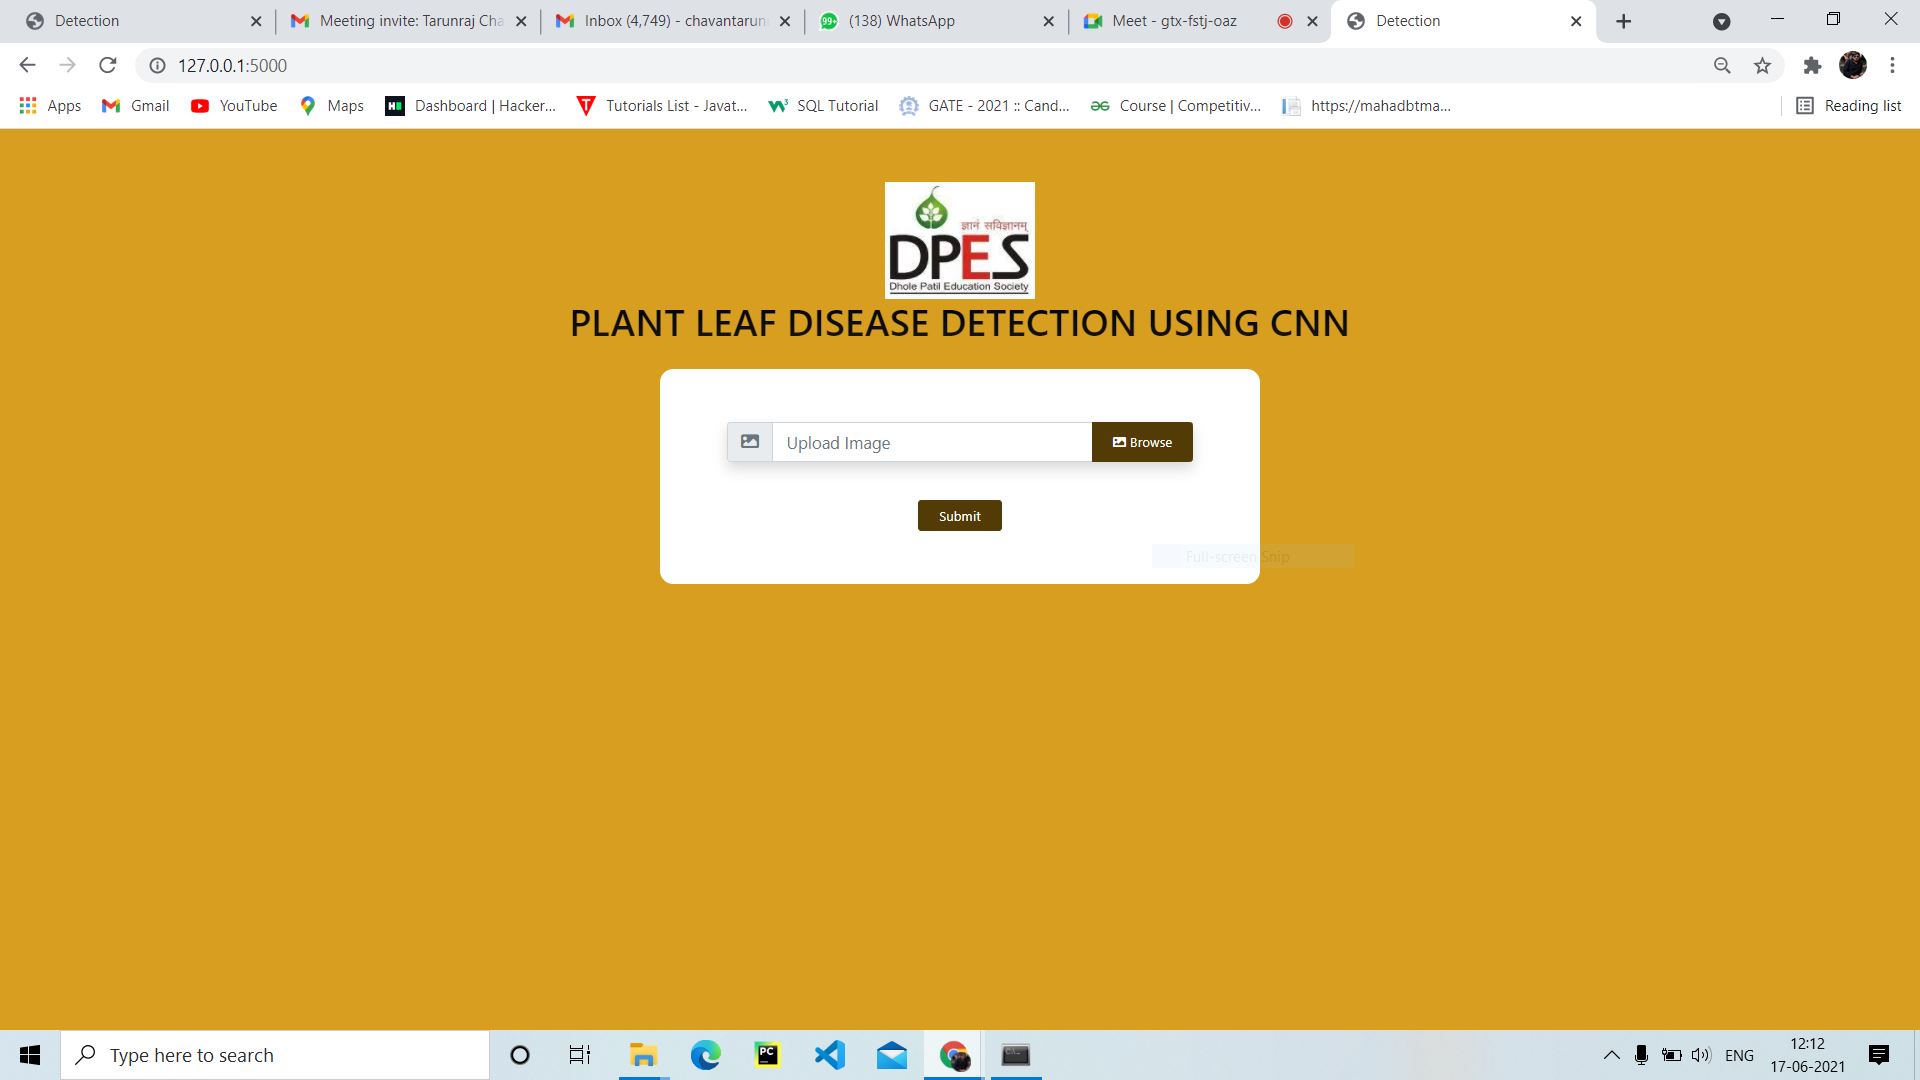 Detection
Meeting invite: Tarunraj Cha
Inbox (4,749) - chavantarun
99+
(138) WhatsApp
Meet - gtx-fstj-oaz
Detection
127.0.0.1:5000
Apps
Gmail
YouTube
Maps
Dashboard | Hacker...
Tutorials List - Javat...
SQL Tutorial
GATE - 2021 :: Cand...
Course | Competitiv...
https://mahadbtma...
Reading list
ज्ञानं सविज्ञानम्
DPES
Dhole Patil Education Society
PLANT LEAF DISEASE DETECTION USING CNN
Upload Image
Browse
Submit
Full-screen Snip
Type here to search
PC
ENG
12:12
17-06-2021